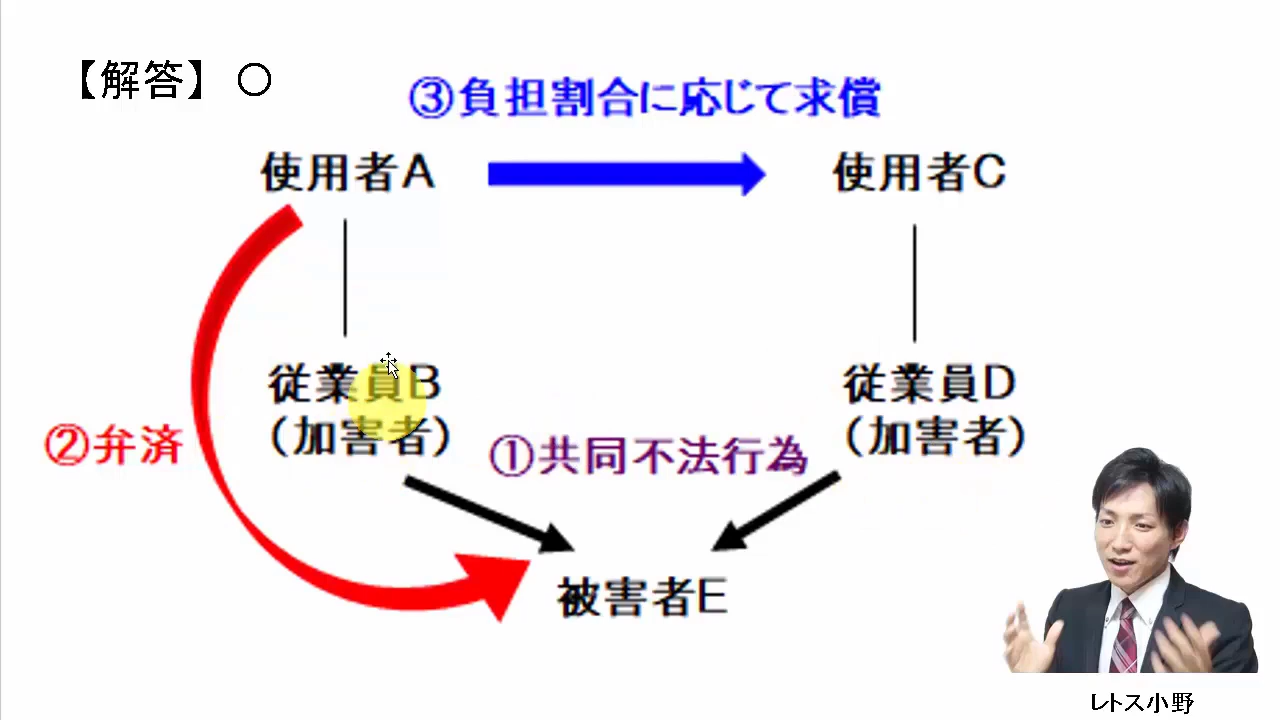 【解答】 ○
③負担割合に応じて求償
使用者A
使用者C
従業員B
(加害者)
従業員D
(加害者)
②弁済
①共同不法行為
被害者E
レトス小野